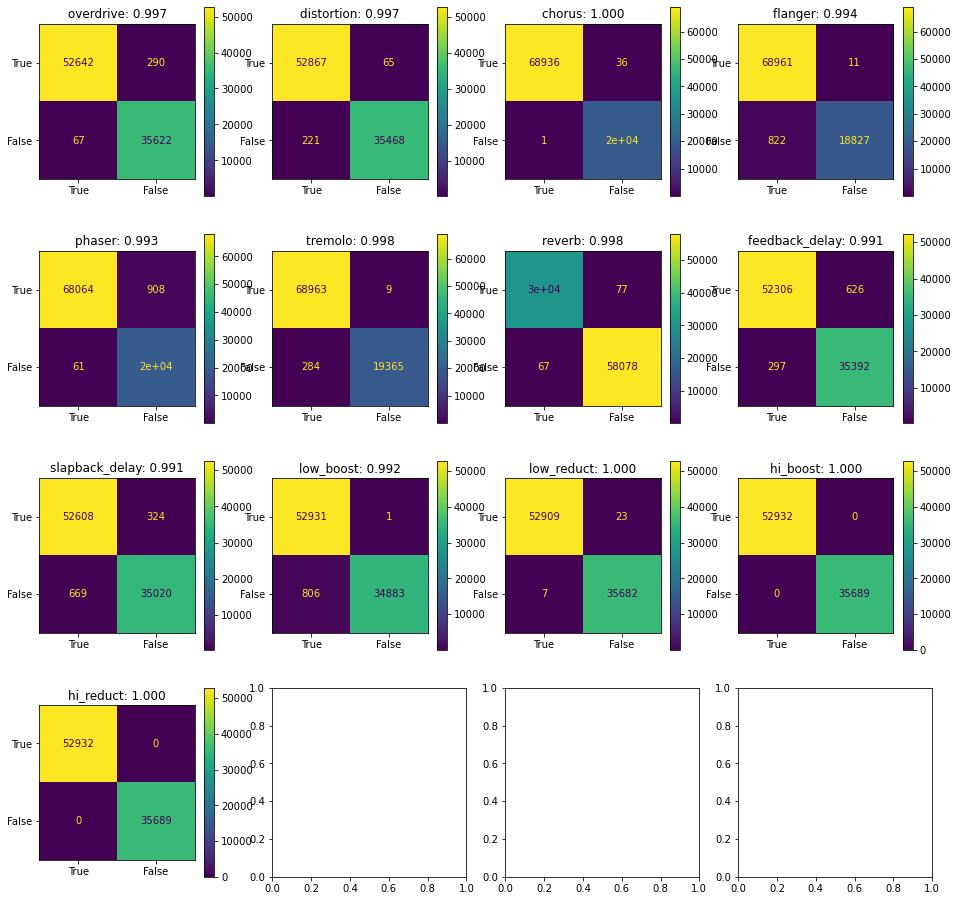 overdrive: 0.997
True 52642 290 50000
40000
30000
20000
False 67 35622 10000
True False
distortion: 0.997
52867 65 50000
40000
30000
20000
221 35468 10000
True False
chorus: 1.000
True 68936 36 60000
50000
40000
30000
20000
False 1 2e+04 10000
True False
flanger: 0.994
True 68961 11 60000
50000
40000
30000
20000
False 822 18827 10000
True False
phaser: 0.993
True 68064 908 60000
50000
40000
30000
20000
False 61 2e+04 10000
True False
tremolo: 0.998
True 68963 9 60000
50000
40000
30000
20000
False 284 19365 10000
True False
reverb: 0.998
True 3e+04 77 50000
40000
30000
20000
False 67 58078 10000
True False
feedback_delay: 0.991
True 52306 626 50000
40000
30000
20000
False 297 35392 10000
True False
slapback_delay: 0.991
True 52608 324 50000
40000
30000
20000
False 669 35020 10000
True False
low_boost: 0.992
True 52931 1 50000
40000
30000
20000
False 806 34883 10000
True False
low_reduct: 1.000
True 52909 23 50000
40000
30000
20000
False 7 35682 10000
True False
hi_boost: 1.000
True 52932 0 50000
40000
30000
20000
10000
False 0 35689 0
True False
hi_reduct: 1.000
True 52932 0 50000
40000
30000
20000
10000
False 0 35689 0
True False
1.0
0.8
0.6
0.4
0.2
0.0
0.0 0.2 0.4 0.6 0.8 1.0
1.0
0.8
0.6
0.4
0.2
0.0
0.0 0.2 0.4 0.6 0.8 1.0
1.0
0.8
0.6
0.4
0.2
0.0
0.0 0.2 0.4 0.6 0.8 1.0